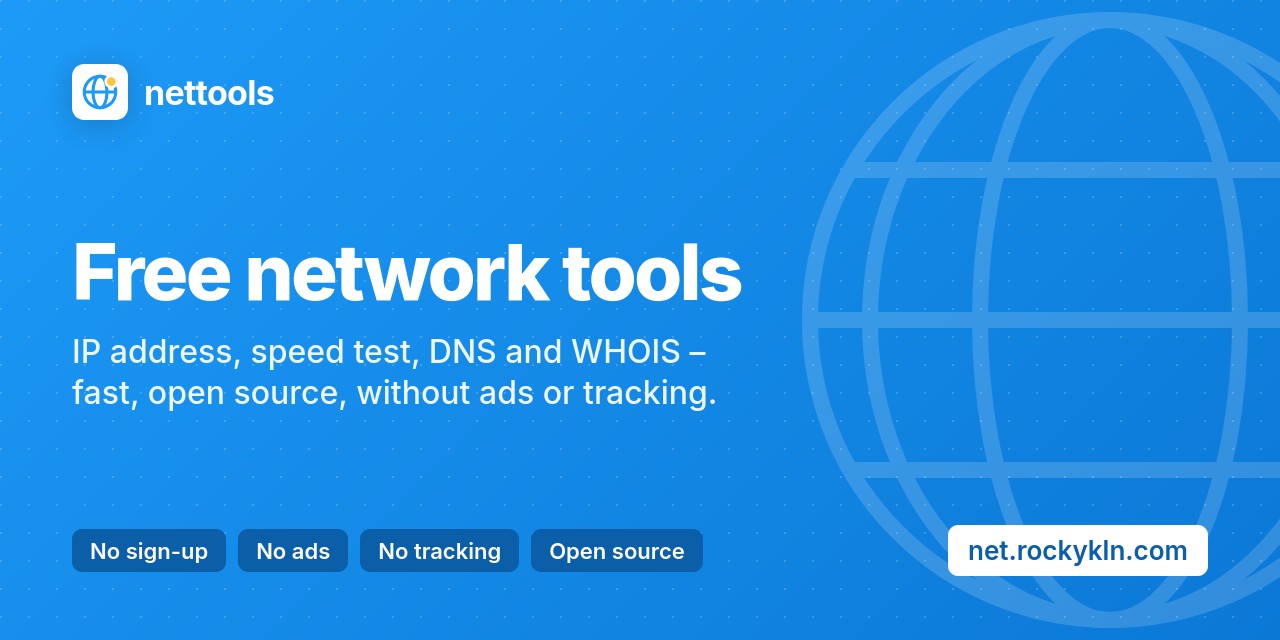 nettools
Free network tools
IP address, speed test, DNS and WHOIS –
fast, open source, without ads or tracking.
No sign-up
No ads
No tracking
Open source
net.rockykln.com